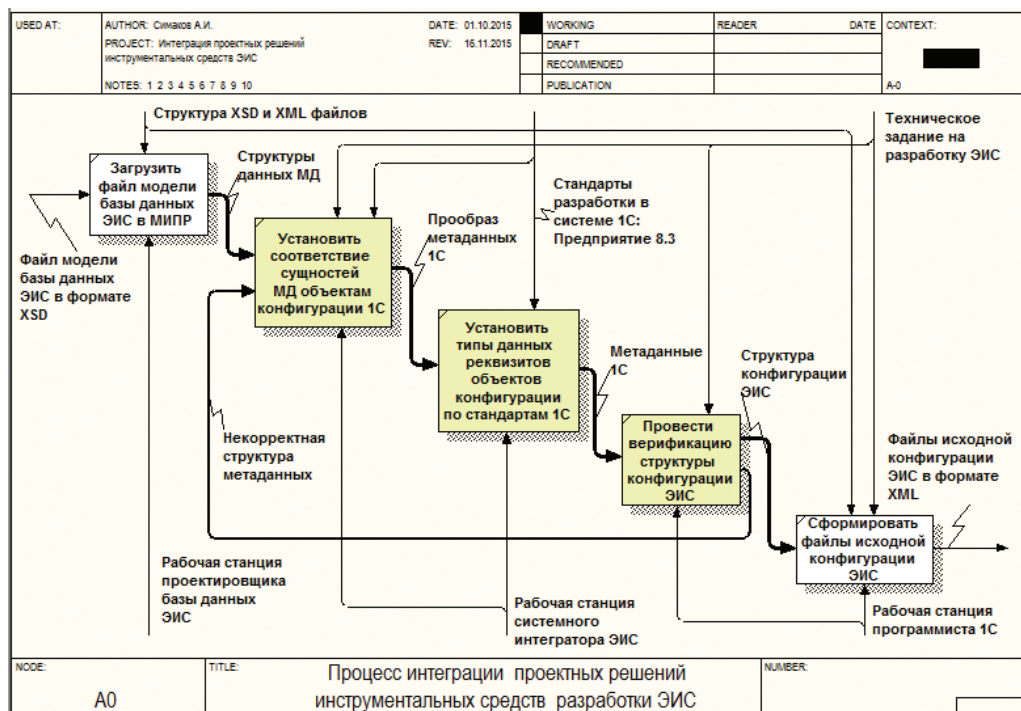 USED AT:
AUTHOR: Симаков А.И.
DATE: 01.10.2015
PROJECT: Интеграция проектных решений
инструментальных средств ЭИС
REV: 16.11.2015
NOTES: 1 2 3 4 5 6 7 8 9 10
WORKING
DRAFT
RECOMMENDED
PUBLICATION
READER
DATE
CONTEXT:
A-0
Структура XSD и XML файлов
Техническое
задание на
разработку ЭИС
Загрузить
файл модели
базы данных
ЭИС в МИПР
Структуры
данных МД
Стандарты
разработки в
системе 1С:
Предприятие 8.3
Файл модели
базы данных
ЭИС в формате
XSD
Установить
соответствие
сущностей
МД объектам
конфигурации 1С
Прообраз
метаданных
1С
Установить
типы данных
реквизитов
объектов
конфигурации
по стандартам 1С
Метаданные
1С
Структура
конфигурации
ЭИС
Некорректная
структура
метаданных
Провести
верификацию
структуры
конфигурации
ЭИС
Файлы исходной
конфигурации
ЭИС в формате
XML
Сформировать
файлы исходной
конфигурации
ЭИС
Рабочая станция
проектировщика
базы данных
ЭИС
Рабочая станция
системного
интегратора ЭИС
Рабочая станция
программиста 1С
NODE:
A0
TITLE:
Процесс интеграции проектных решений
инструментальных средств разработки ЭИС
NUMBER: